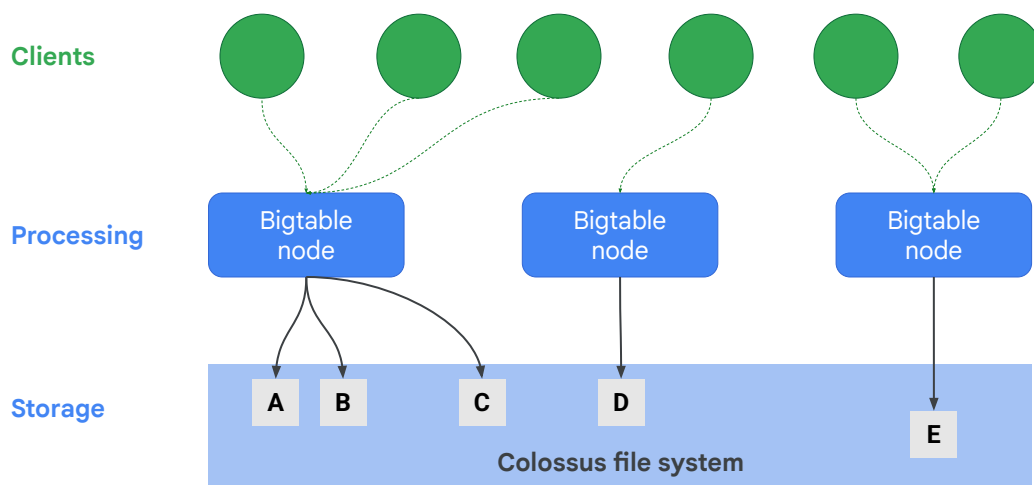 Clients
Processing
Bigtable
node
Bigtable
node
Bigtable
node
Storage
A
B
C
D
E
Colossus file system